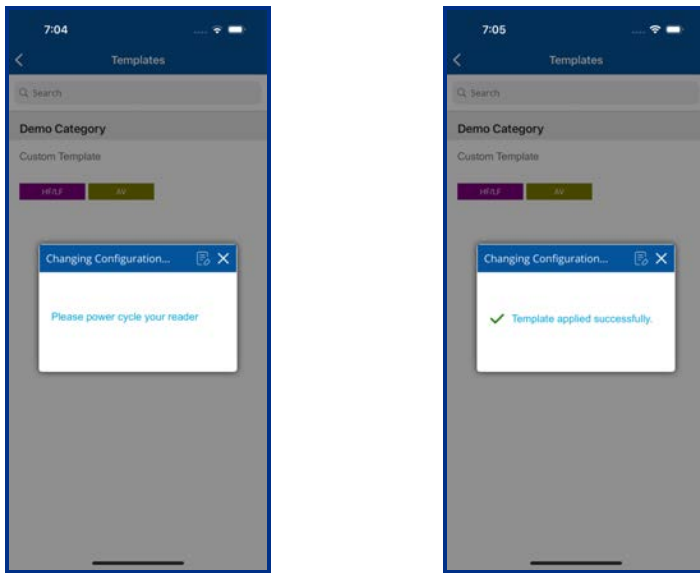 7:04
Templates
Search
Demo Category
Custom Template
HF/LF AV
Changing Configuration...
Please power cycle your reader
7:05
Templates
Search
Demo Category
Custom Template
HF/LF AV
Changing Configuration...
Template applied successfully.